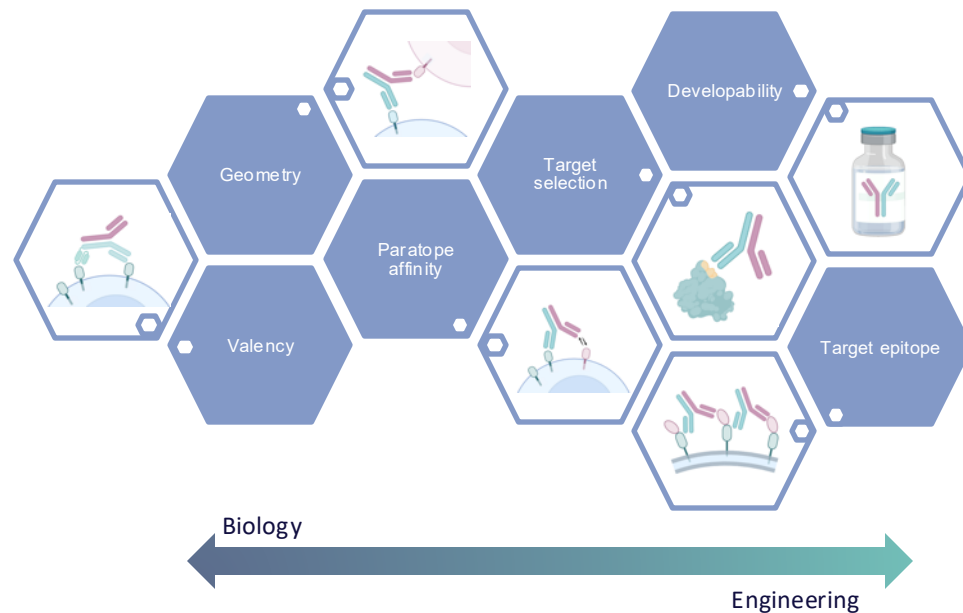 Developability
Geometry
Target
selection
Paratope
affinity
Valency
Target epitope
Biology
Engineering